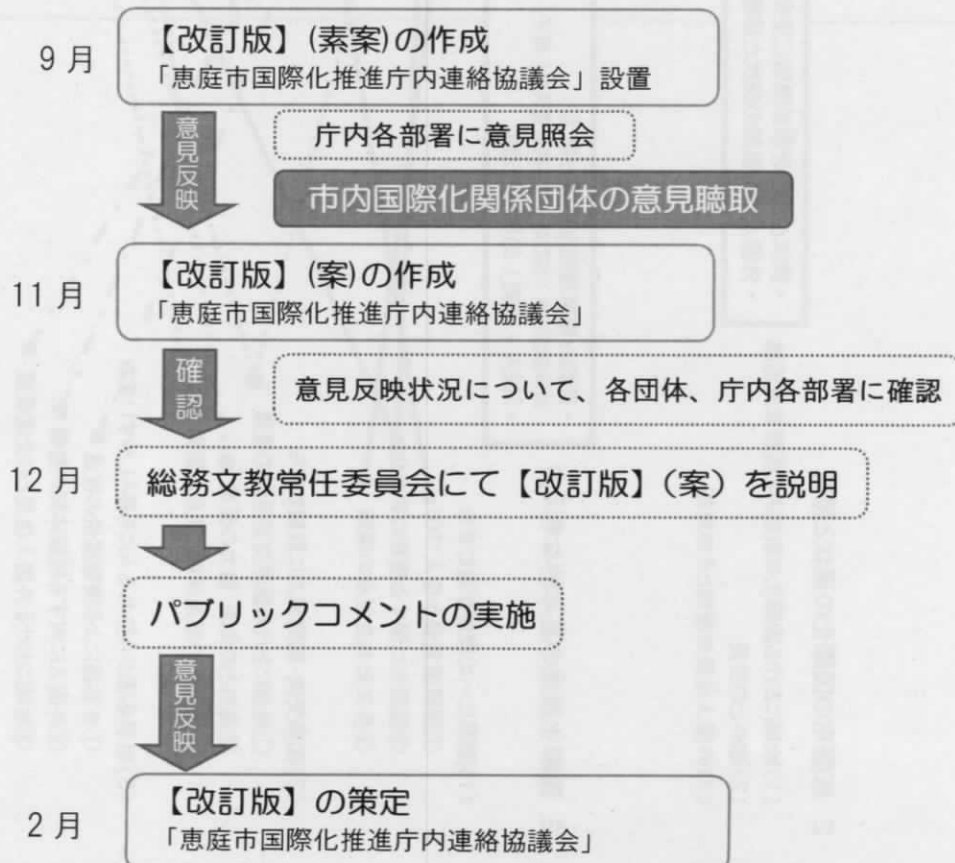 9月
【改訂版】(素案)の作成
「恵庭市国際化推進庁内連絡協議会」設置
意見反映
庁内各部署に意見照会
市内国際化関係団体の意見聴取
11月
【改訂版】(案)の作成
「恵庭市国際化推進庁内連絡協議会」
確認
意見反映状況について、各団体、庁内各部署に確認
12月
総務文教常任委員会にて【改訂版】（案）を説明
パブリックコメントの実施
意見反映
2月
【改訂版】の策定
「恵庭市国際化推進庁内連絡協議会」